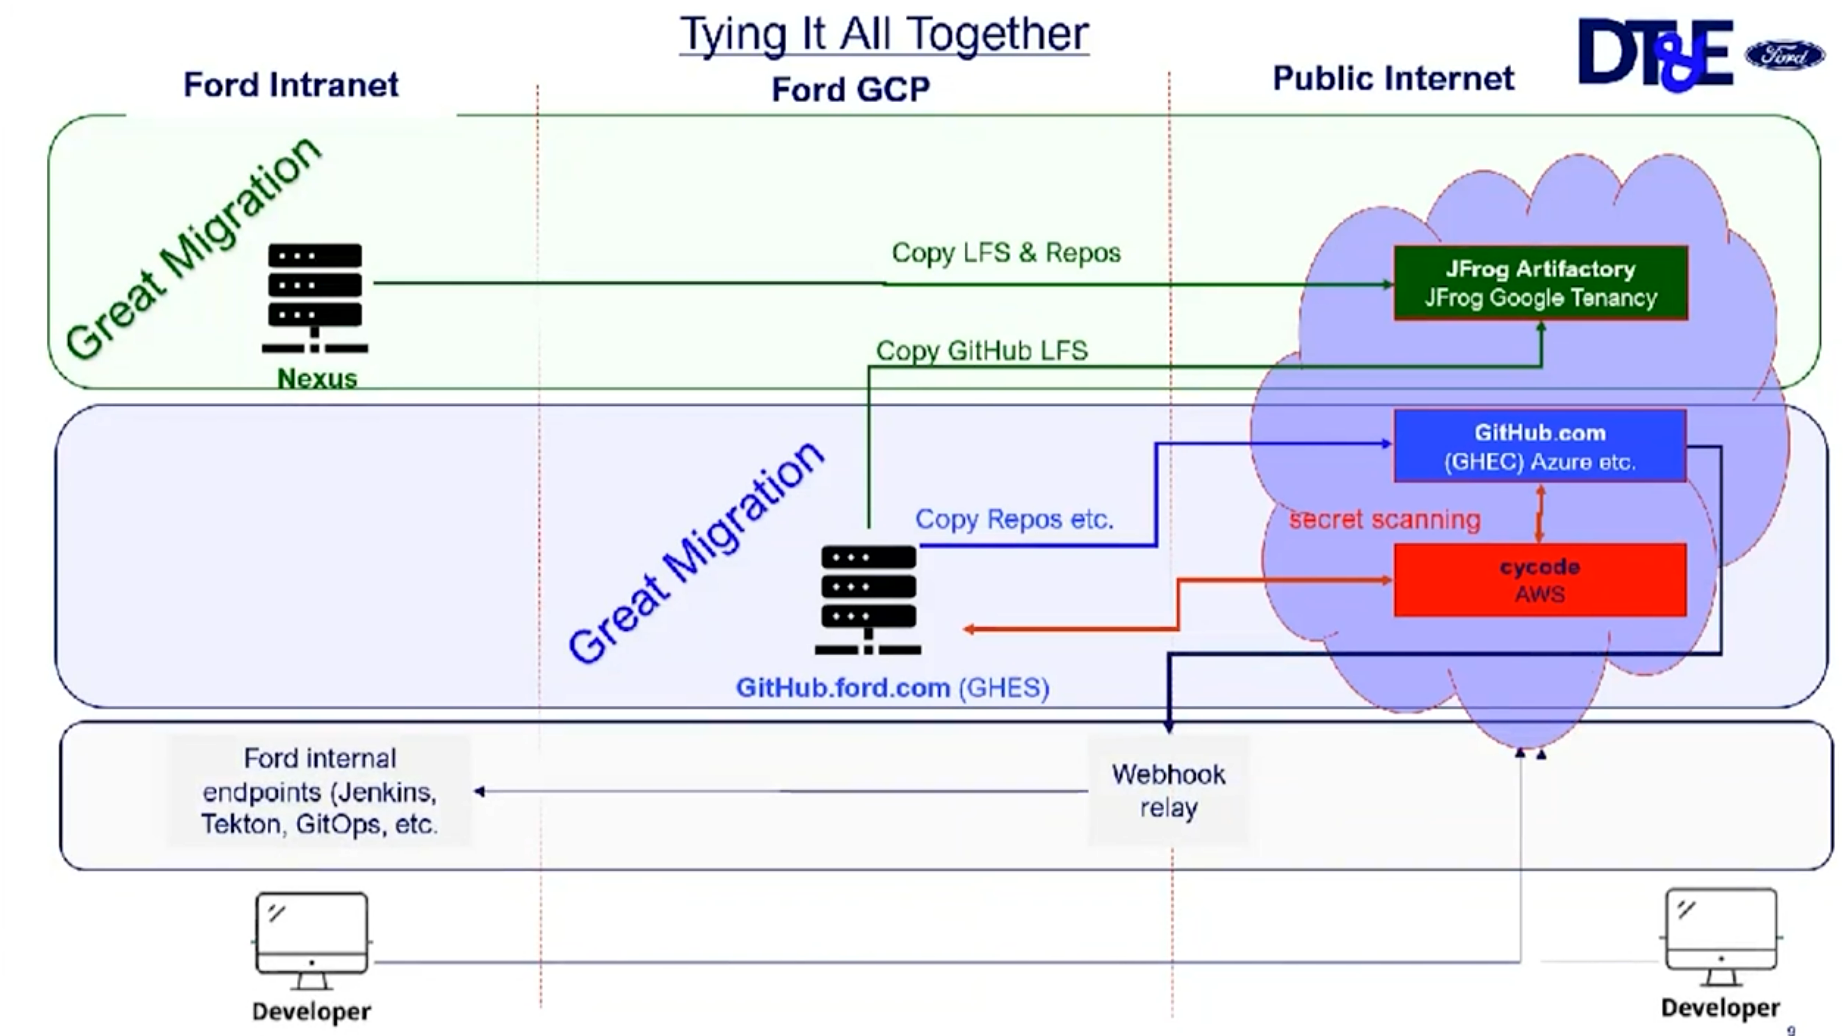 Tying It All Together
DT&E
Ford
Ford Intranet
Ford GCP
Public Internet
Great Migration
Nexus
Copy LFS & Repos
JFrog Artifactory
JFrog Google Tenancy
Copy GitHub LFS
Great Migration
GitHub.com
(GHEC) Azure etc.
Copy Repos etc.
secret scanning
cycode
AWS
GitHub.ford.com (GHES)
Ford internal
endpoints (Jenkins,
Tekton, GitOps, etc.
Webhook
relay
Developer
Developer
9